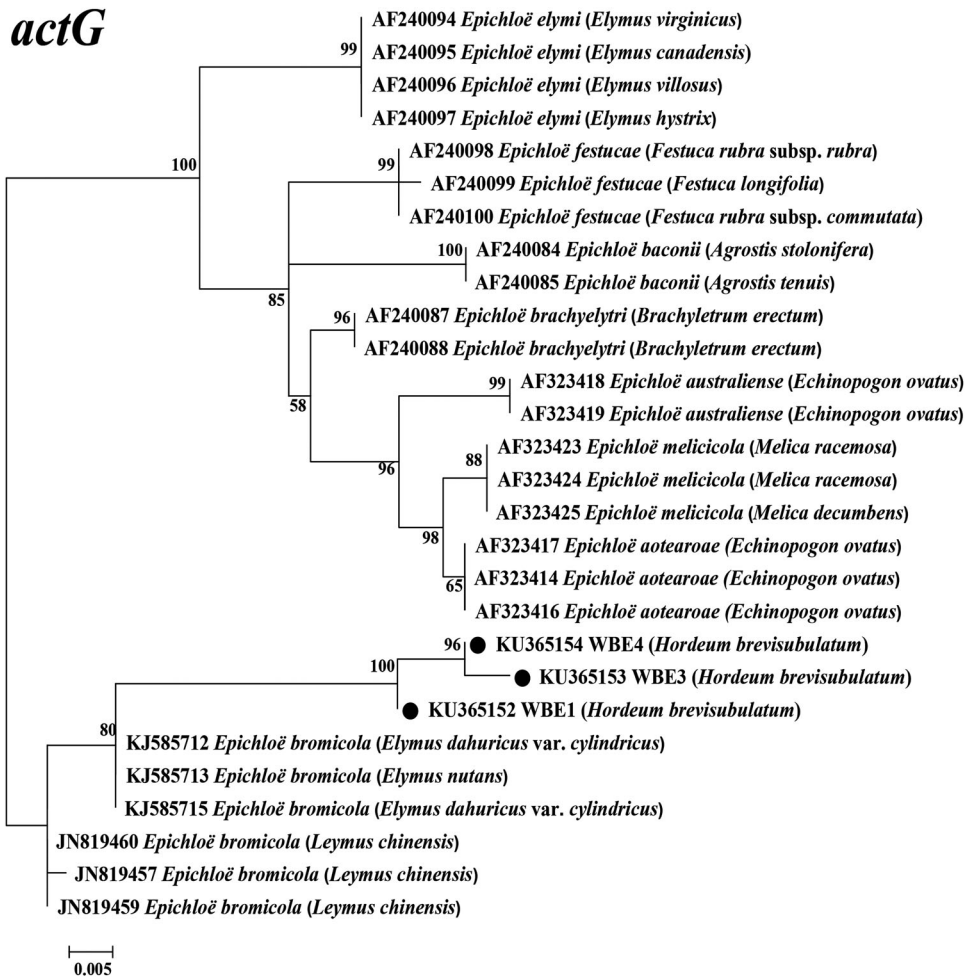 actG
AF240094 Epichloë elymi (Elymus virginicus)
99
AF240095 Epichloë elymi (Elymus canadensis)
AF240096 Epichloë elymi (Elymus villosus)
AF240097 Epichloë elymi (Elymus hystrix)
100
AF240098 Epichloë festucae (Festuca rubra subsp. rubra)
99
AF240099 Epichloë festucae (Festuca longifolia)
AF240100 Epichloë festucae (Festuca rubra subsp. commutata)
100
AF240084 Epichloë baconii (Agrostis stolonifera)
AF240085 Epichloë baconii (Agrostis tenuis)
85
96
AF240087 Epichloë brachyelytri (Brachyletrum erectum)
AF240088 Epichloë brachyelytri (Brachyletrum erectum)
58
99
AF323418 Epichloë australiense (Echinopogon ovatus)
AF323419 Epichloë australiense (Echinopogon ovatus)
96
AF323423 Epichloë melicicola (Melica racemosa)
88
AF323424 Epichloë melicicola (Melica racemosa)
AF323425 Epichloë melicicola (Melica decumbens)
98
AF323417 Epichloë aotearoae (Echinopogon ovatus)
AF323414 Epichloë aotearoae (Echinopogon ovatus)
65
AF323416 Epichloë aotearoae (Echinopogon ovatus)
96
KU365154 WBE4 (Hordeum brevisubulatum)
100
KU365153 WBE3 (Hordeum brevisubulatum)
KU365152 WBE1 (Hordeum brevisubulatum)
80
KJ585712 Epichloë bromicola (Elymus dahuricus var. cylindricus)
KJ585713 Epichloë bromicola (Elymus nutans)
KJ585715 Epichloë bromicola (Elymus dahuricus var. cylindricus)
JN819460 Epichloë bromicola (Leymus chinensis)
JN819457 Epichloë bromicola (Leymus chinensis)
JN819459 Epichloë bromicola (Leymus chinensis)
0.005